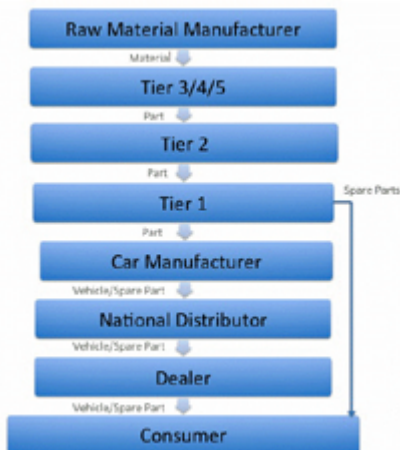 Raw Material Manufacturer
Material
Tier 3/4/5
Part
Tier 2
Part
Tier 1
Spare Parts
Part
Car Manufacturer
Vehicle/Spare Part
National Distributor
Vehicle/Spare Part
Dealer
Vehicle/Spare Part
Consumer